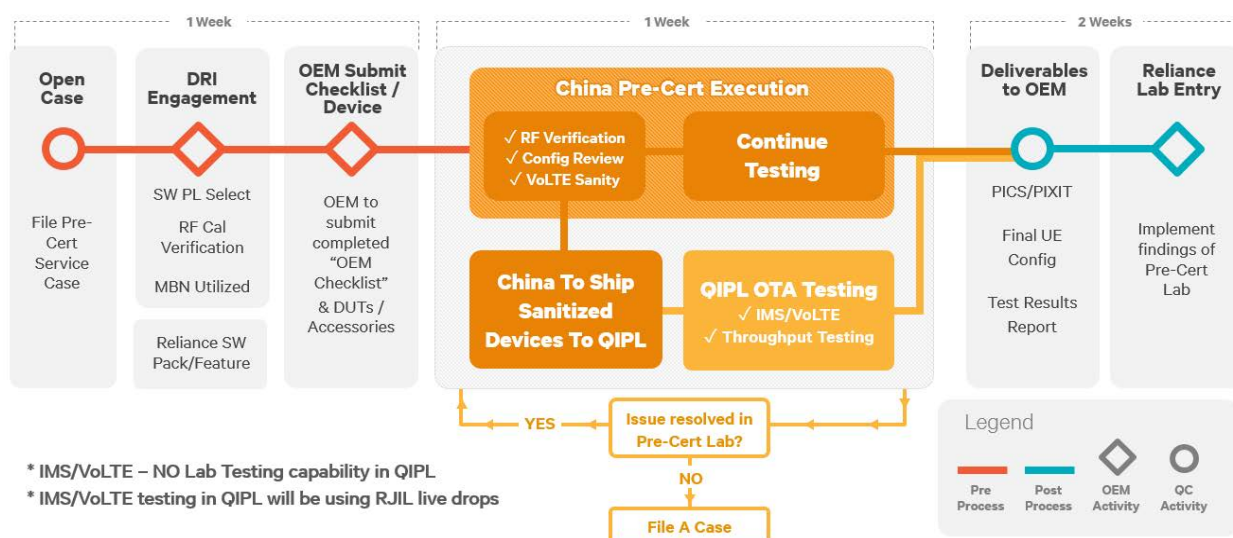 1 Week
1 Week
2 Weeks
Open
Case
File Pre-
Cert
Service
Case
DRI
Engagement
SW PL Select
RF Cal
Verification
MBN Utilized
Reliance SW
Pack/Feature
OEM Submit
Checklist /
Device
OEM to
submit
completed
“OEM
Checklist”
& DUTs /
Accessories
China Pre-Cert Execution
✓ RF Verification
✓ Config Review
✓ VoLTE Sanity
Continue
Testing
China To Ship
Sanitized
Devices To QIPL
QIPL OTA Testing
✓ IMS/VoLTE
✓ Throughput Testing
Issue resolved in
Pre-Cert Lab?
YES
NO
File A Case
Deliverables
to OEM
PICS/PIXIT
Final UE
Config
Test Results
Report
Reliance
Lab Entry
Implement
findings of
Pre-Cert
Lab
* IMS/VoLTE – NO Lab Testing capability in QIPL
* IMS/VoLTE testing in QIPL will be using RJIL live drops
Legend
Pre
Process
Post
Process
OEM
Activity
QC
Activity